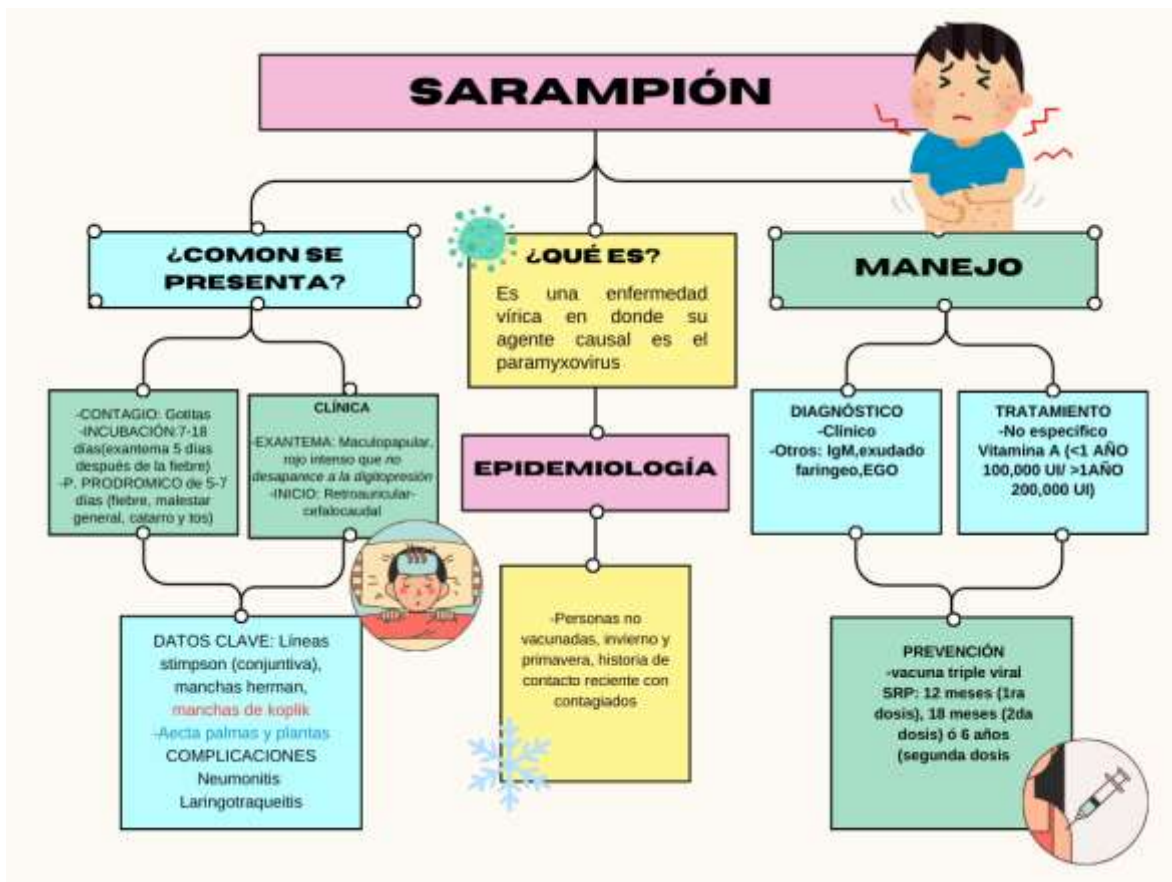 SARAMPIÓN
¿COMON SE
PRESENTA?
-CONTAGIO: Gotitas
-INCUBACIÓN:7-18
días(exantema 5 días
después de la fiebre)
-P. PRODROMICO de 5-7
días (fiebre, malestar
general, catarro y tos)
CLÍNICA
-EXANTEMA: Maculopapular,
rojo intenso que no
desaparece a la digitopresión
-INICIO: Retroauricular-
cefalocaudal
DATOS CLAVE: Líneas
stimpson (conjuntiva),
manchas herman,
manchas de koplik
-Aecta palmas y plantas
COMPLICACIONES
Neumonitis
Laringotraqueitis
¿QUÉ ES?
Es una enfermedad
vírica en donde su
agente causal es el
paramyxovirus
EPIDEMIOLOGÍA
-Personas no
vacunadas, invierno y
primavera, historia de
contacto reciente con
contagiados
MANEJO
DIAGNÓSTICO
-Clínico
-Otros: IgM,exudado
faringeo,EGO
TRATAMIENTO
-No específico
Vitamina A (<1 AÑO
100,000 UI/ >1AÑO
200,000 UI)
PREVENCIÓN
-vacuna triple viral
SRP: 12 meses (1ra
dosis), 18 meses (2da
dosis) ó 6 años
(segunda dosis